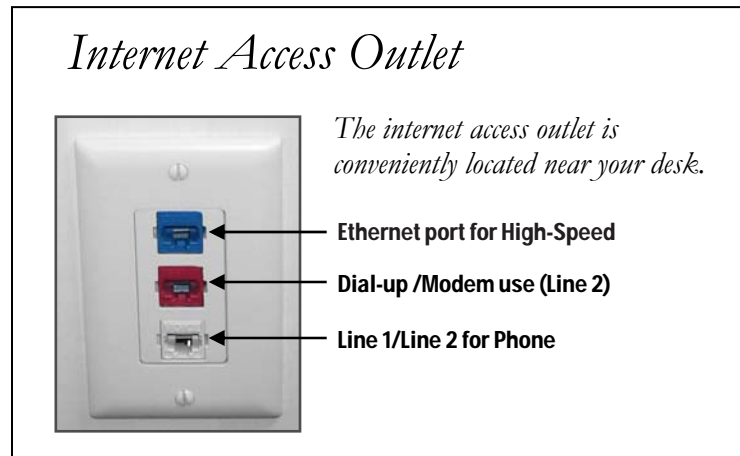 Internet Access Outlet
The internet access outlet is
conveniently located near your desk.
Ethernet port for High-Speed
Dial-up /Modem use (Line 2)
Line 1/Line 2 for Phone